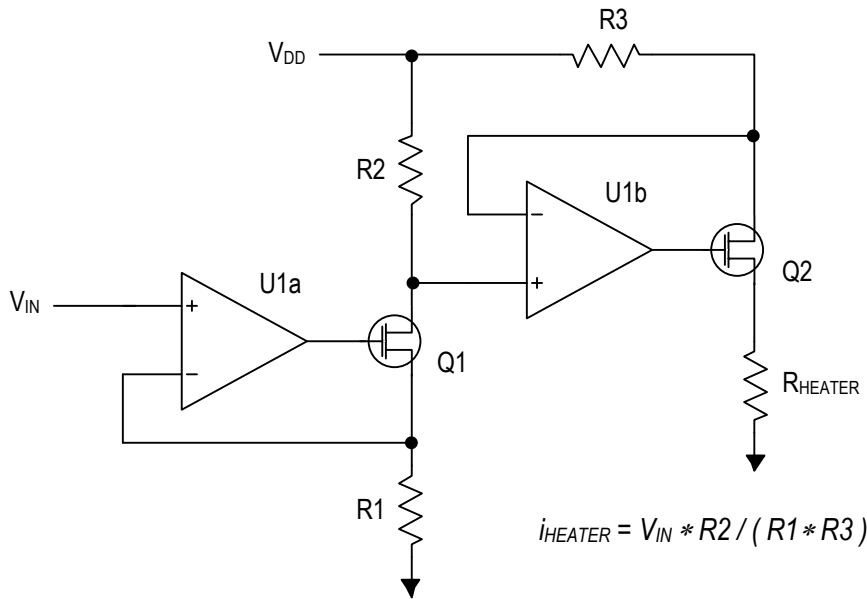 R3
VDD
R2
U1b
−
+
Q2
U1a
VIN
+
−
Q1
RHEATER
R1
iHEATER = VIN ∗ R2 / ( R1 ∗ R3 )